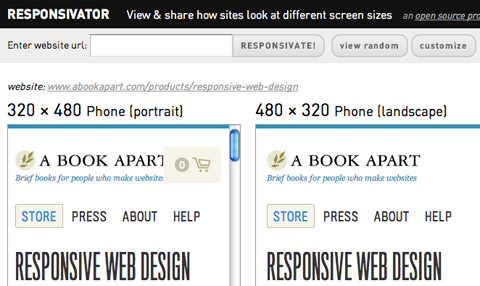 RESPONSIVATOR View & share how sites look at different screen sizes an open source pro
Enter website url: RESPONSIVATE! view random customize
website: www.abookapart.com/products/responsive-web-design
320 × 480 Phone (portrait)
480 × 320 Phone (landscape)
A BOOK APART
0
Brief books for people who make websites
STORE PRESS ABOUT HELP
RESPONSIVE WEB DESIGN
A BOOK APART
Brief books for people who make websites
STORE PRESS ABOUT HELP
RESPONSIVE WEB DESIGN